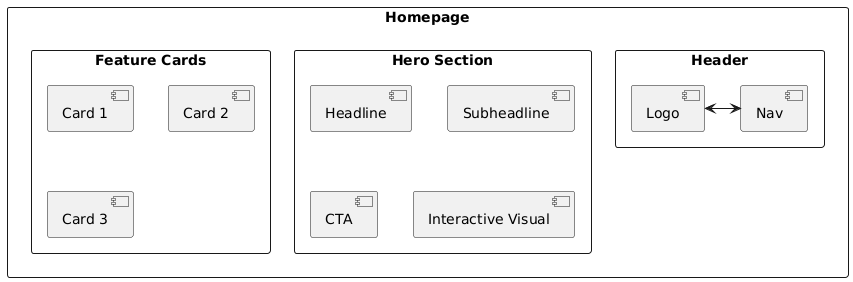 Homepage
Feature Cards
Card 1
Card 2
Card 3
Hero Section
Headline
Subheadline
CTA
Interactive Visual
Header
Logo
Nav